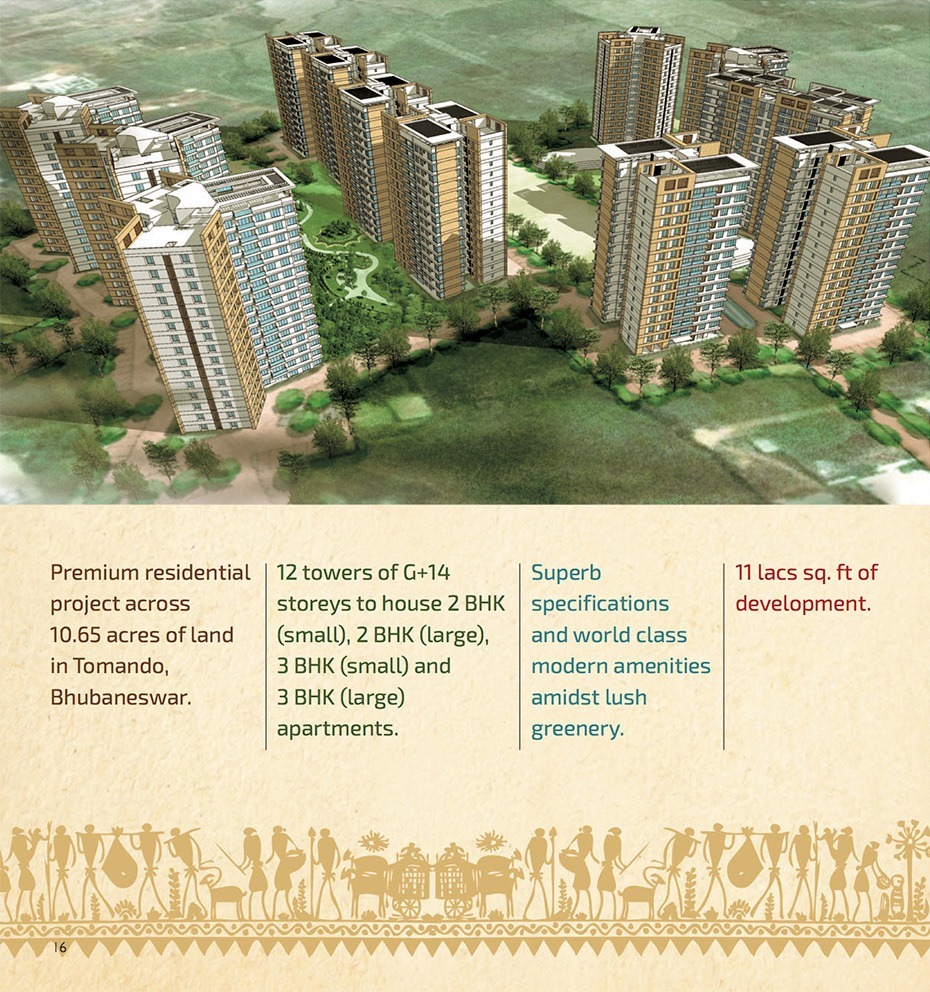 Premium residential
project across
10.65 acres of land
in Tomando,
Bhubaneswar.
12 towers of G+14
storeys to house 2 BHK
(small), 2 BHK (large),
3 BHK (small) and
3 BHK (large)
apartments.
Superb
specifications
and world class
modern amenities
amidst lush
greenery.
11 lacs sq. ft of
development.
16